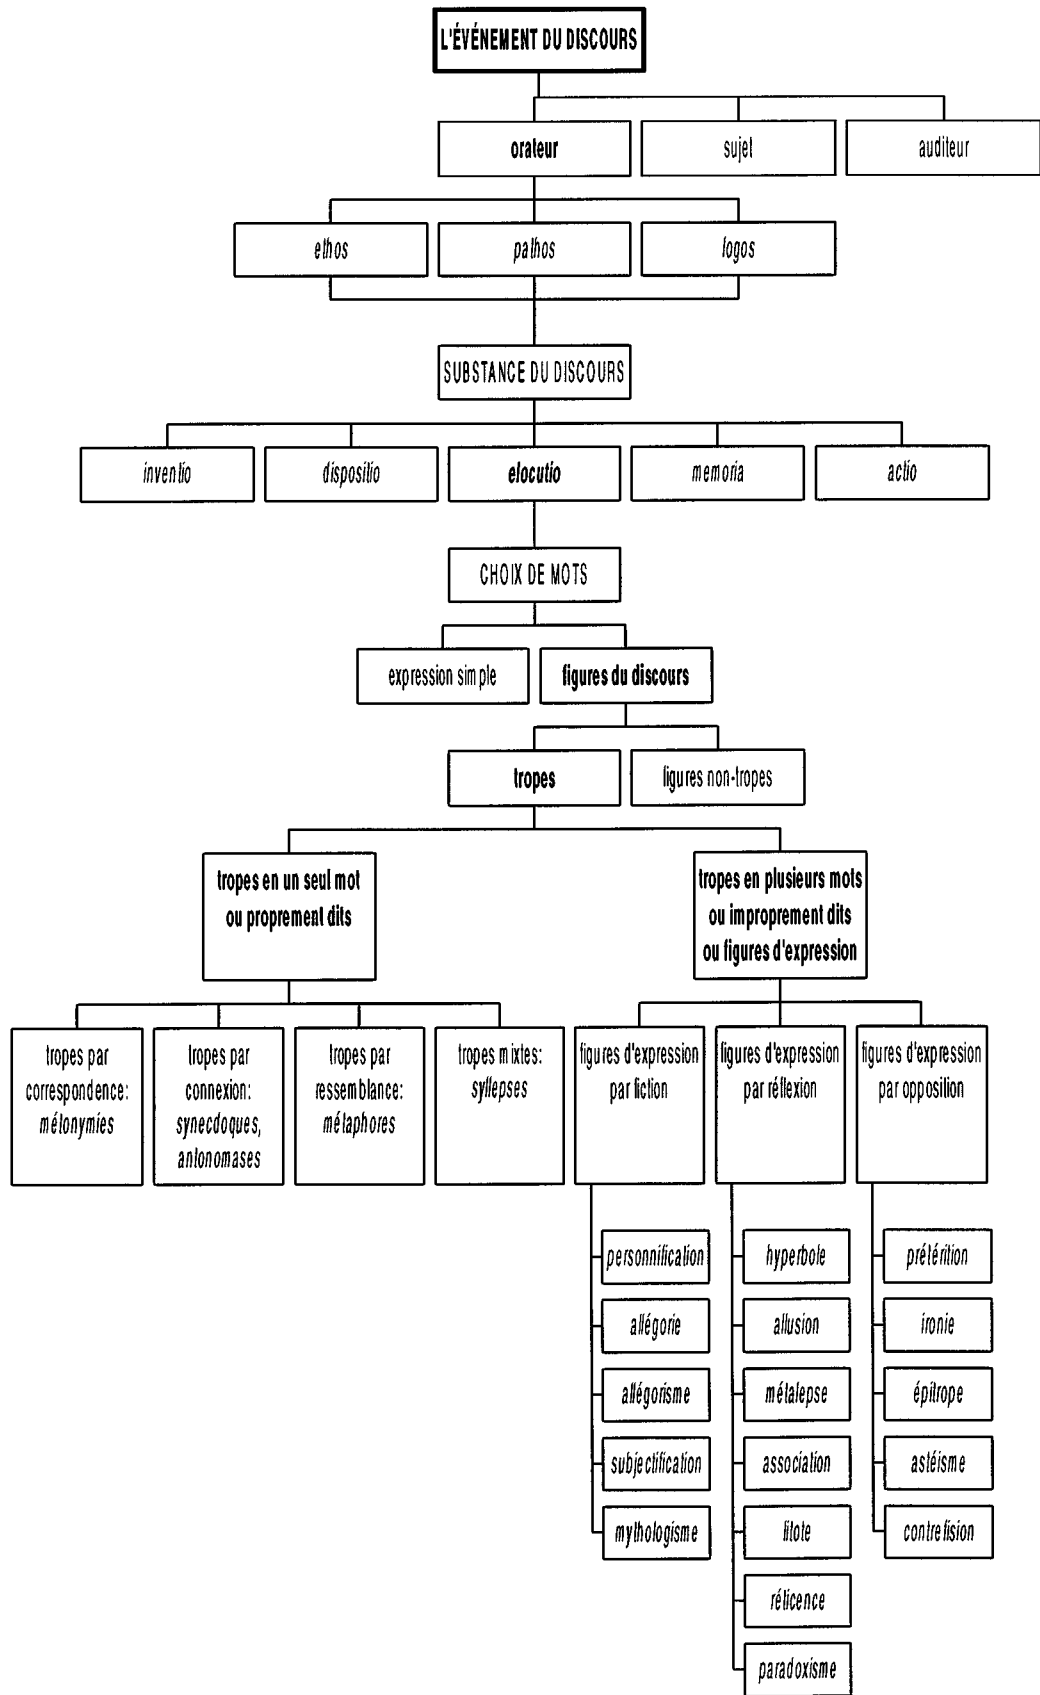 L'ÉVÉNEMENT DU DISCOURS
orateur
sujet
auditeur
ethos
pathos
logos
SUBSTANCE DU DISCOURS
inventio
dispositio
elocutio
memoria
actio
CHOIX DE MOTS
expression simple
figures du discours
tropes
figures non-tropes
tropes en un seul mot
ou proprement dits
tropes en plusieurs mots
ou improprement dits
ou figures d'expression
tropes par
correspondence:
métonymies
tropes par
connexion:
synecdoques,
antonomases
tropes par
ressemblance:
métaphores
tropes mixtes:
syllepses
figures d'expression
par fiction
figures d'expression
par réflexion
figures d'expression
par opposition
personnification
allégorie
allégorisme
subjectification
mythologisme
hyperbole
allusion
métalepse
association
litote
réticence
paradoxisme
prétérition
ironie
épitrope
astéisme
contrefision